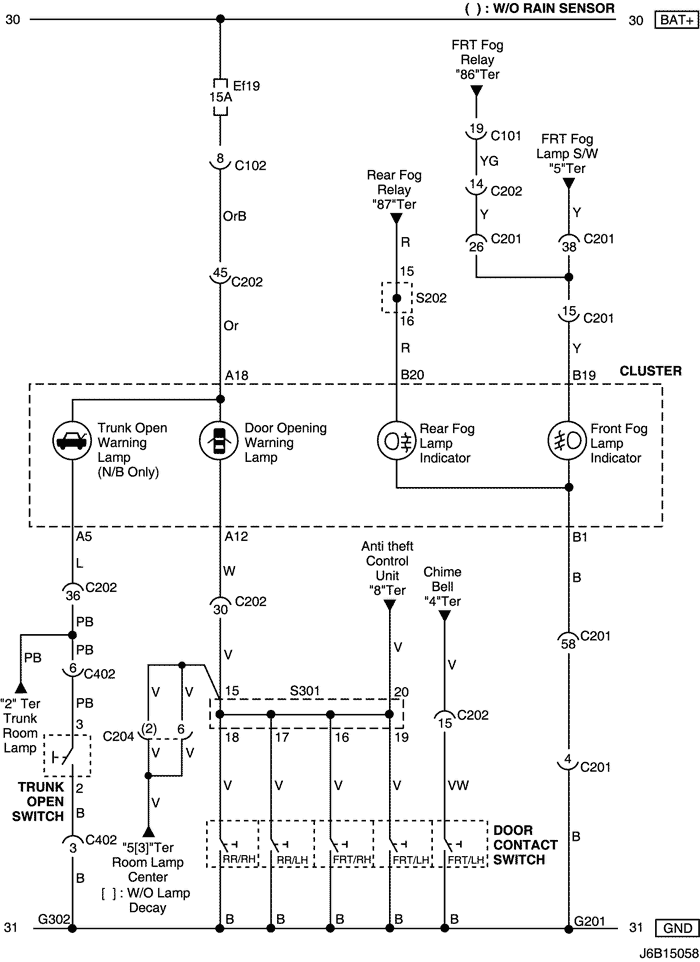 ( ) : W/O RAIN SENSOR
30
30
BAT+
Ef19
15A
8
C102
OrB
45
C202
Or
A18
FRT Fog
Relay
"86"Ter
19
C101
YG
14
C202
Y
26
C201
FRT Fog
Lamp S/W
"5"Ter
Y
38
C201
15
C201
Y
B19
Rear Fog
Relay
"87"Ter
R
15
S202
16
R
B20
CLUSTER
Trunk Open
Warning
Lamp
(N/B Only)
Door Opening
Warning
Lamp
Rear Fog
Lamp
Indicator
Front Fog
Lamp
Indicator
A5
A12
B1
L
36
C202
PB
PB
PB
6
C402
PB
"2" Ter
Trunk
Room
Lamp
3
2
TRUNK
OPEN
SWITCH
B
3
C402
B
G302
W
30
C202
V
V
V
C204
(2)
6
V
V
V
"5[3]"Ter
Room Lamp
Center
[ ] : W/O Lamp
Decay
Anti theft
Control
Unit
"8"Ter
V
Chime
Bell
"4"Ter
V
15
C202
VW
15
S301
20
18
17
16
19
V
V
V
V
RR/RH
RR/LH
FRT/RH
FRT/LH
FRT/LH
DOOR
CONTACT
SWITCH
B
B
B
B
B
B
58
C201
4
C201
B
G201
31
31
GND
J6B15058